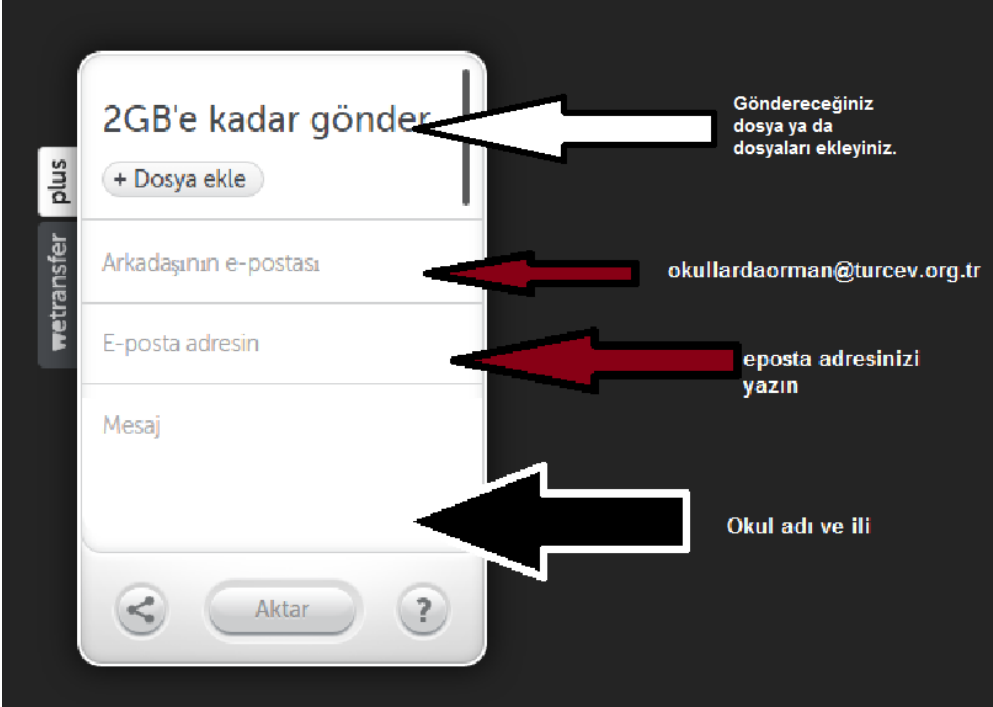 2GB'e kadar gönder
+ Dosya ekle
Arkadaşının e-postası
E-posta adresin
Mesaj
Aktar
?
plus
wetransfer
Göndereceğiniz
dosya ya da
dosyaları ekleyiniz.
okullardaorman@turcev.org.tr
eposta adresinizi
yazın
Okul adı ve ili